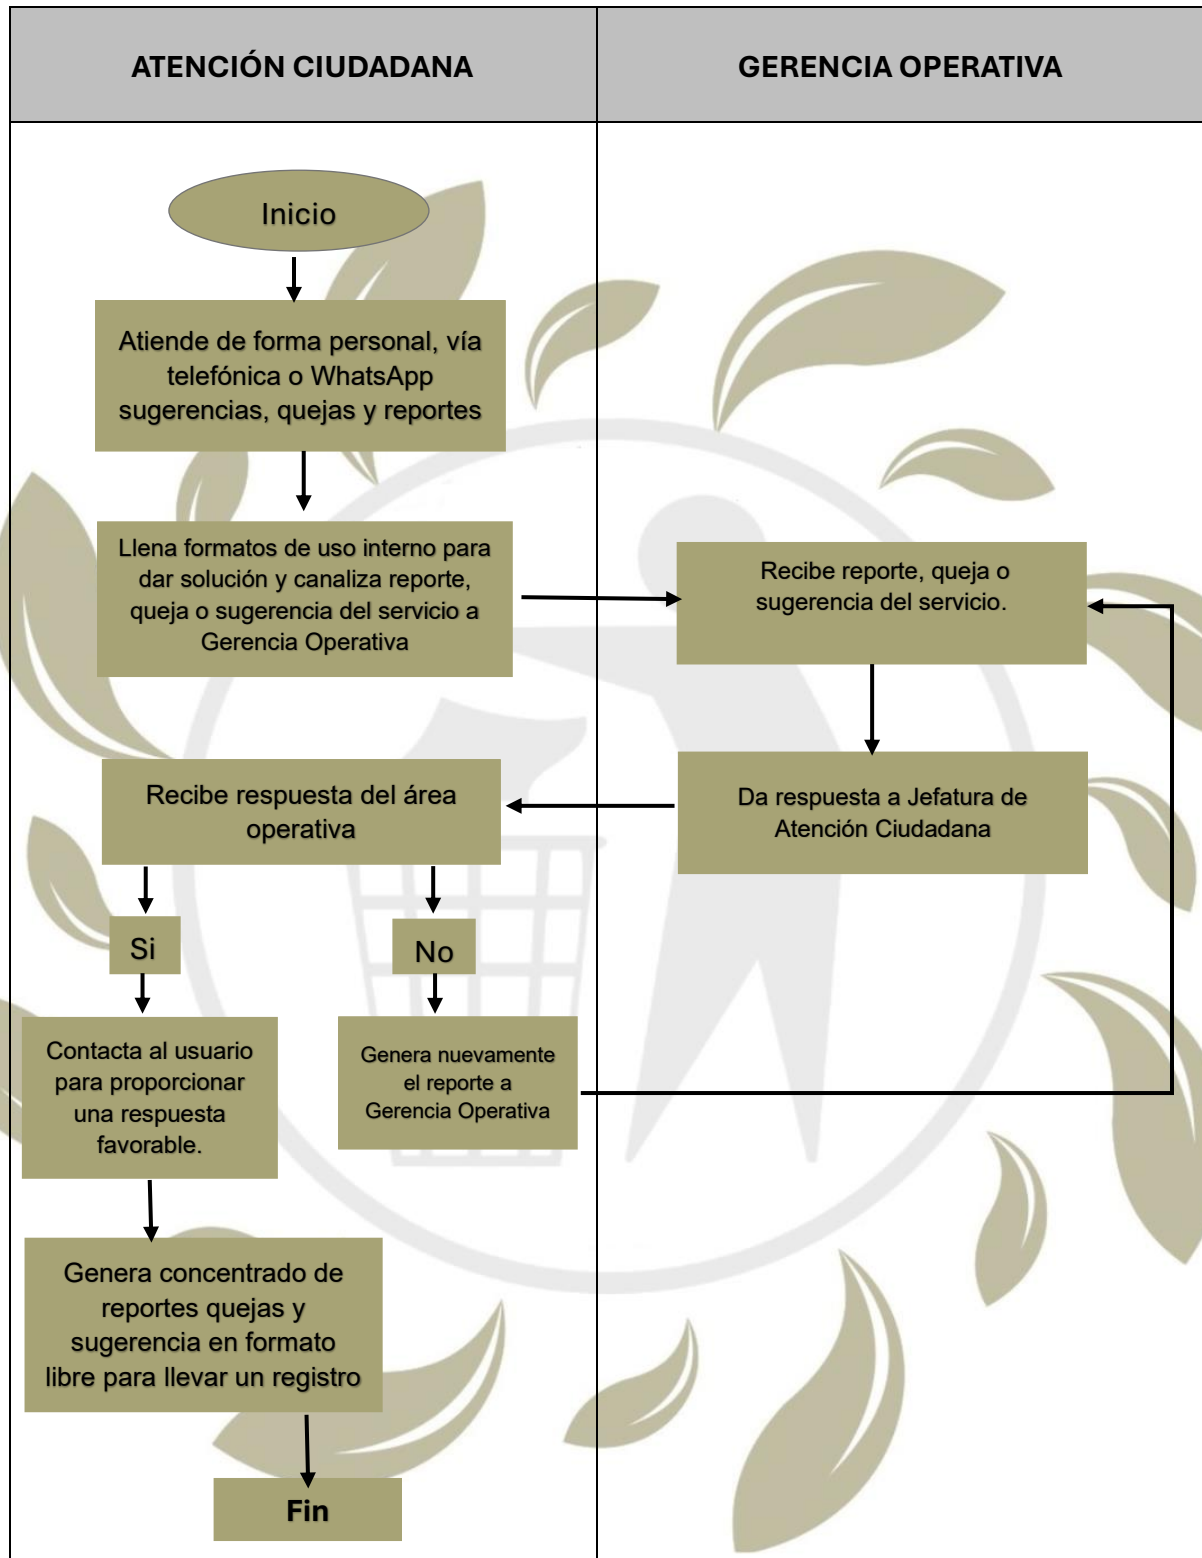 ATENCIÓN CIUDADANA
GERENCIA OPERATIVA
Inicio
Atiende de forma personal, vía
telefónica o WhatsApp
sugerencias, quejas y reportes
Llena formatos de uso interno para
dar solución y canaliza reporte,
queja o sugerencia del servicio a
Gerencia Operativa
Recibe reporte, queja o
sugerencia del servicio.
Da respuesta a Jefatura de
Atención Ciudadana
Recibe respuesta del área
operativa
Si
No
Contacta al usuario
para proporcionar
una respuesta
favorable.
Genera nuevamente
el reporte a
Gerencia Operativa
Genera concentrado de
reportes quejas y
sugerencia en formato
libre para llevar un registro
Fin